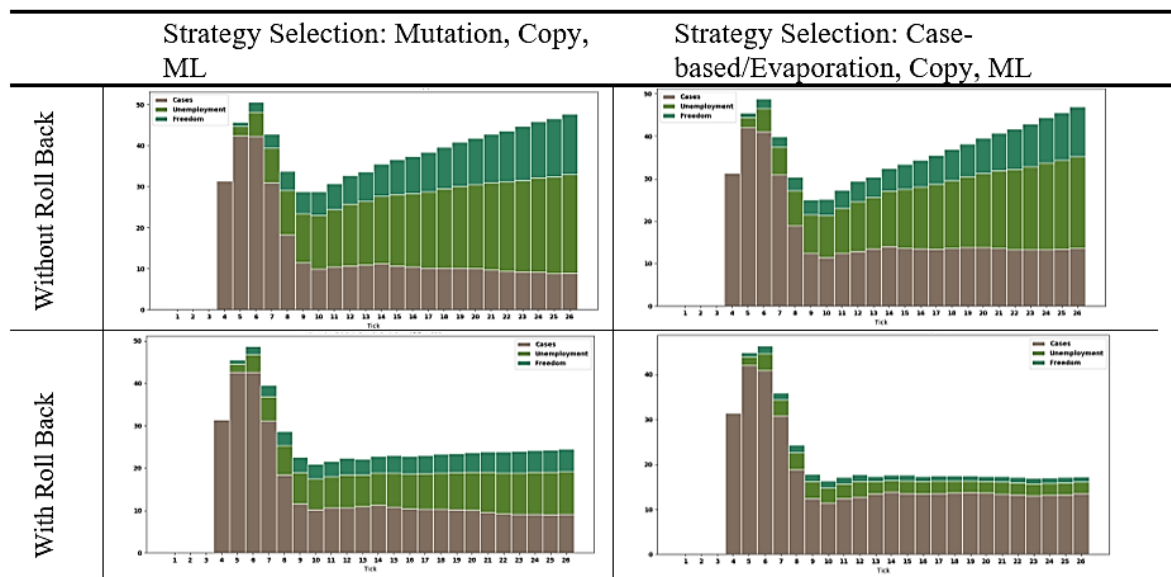 Strategy Selection: Mutation, Copy,
ML
Strategy Selection: Case-
based/Evaporation, Copy, ML
Without Roll Back
Cases
Unemployment
Freedom
50
40
30
20
10
0
1 2 3 4 5 6 7 8 9 10 11 12 13 14 15 16 17 18 19 20 21 22 23 24 25 26
Tick
Cases
Unemployment
Freedom
50
40
30
20
10
0
1 2 3 4 5 6 7 8 9 10 11 12 13 14 15 16 17 18 19 20 21 22 23 24 25 26
Tick
With Roll Back
Cases
Unemployment
Freedom
50
40
30
20
10
0
1 2 3 4 5 6 7 8 9 10 11 12 13 14 15 16 17 18 19 20 21 22 23 24 25 26
Tick
Cases
Unemployment
Freedom
40
30
20
10
0
1 2 3 4 5 6 7 8 9 10 11 12 13 14 15 16 17 18 19 20 21 22 23 24 25 26
Tick